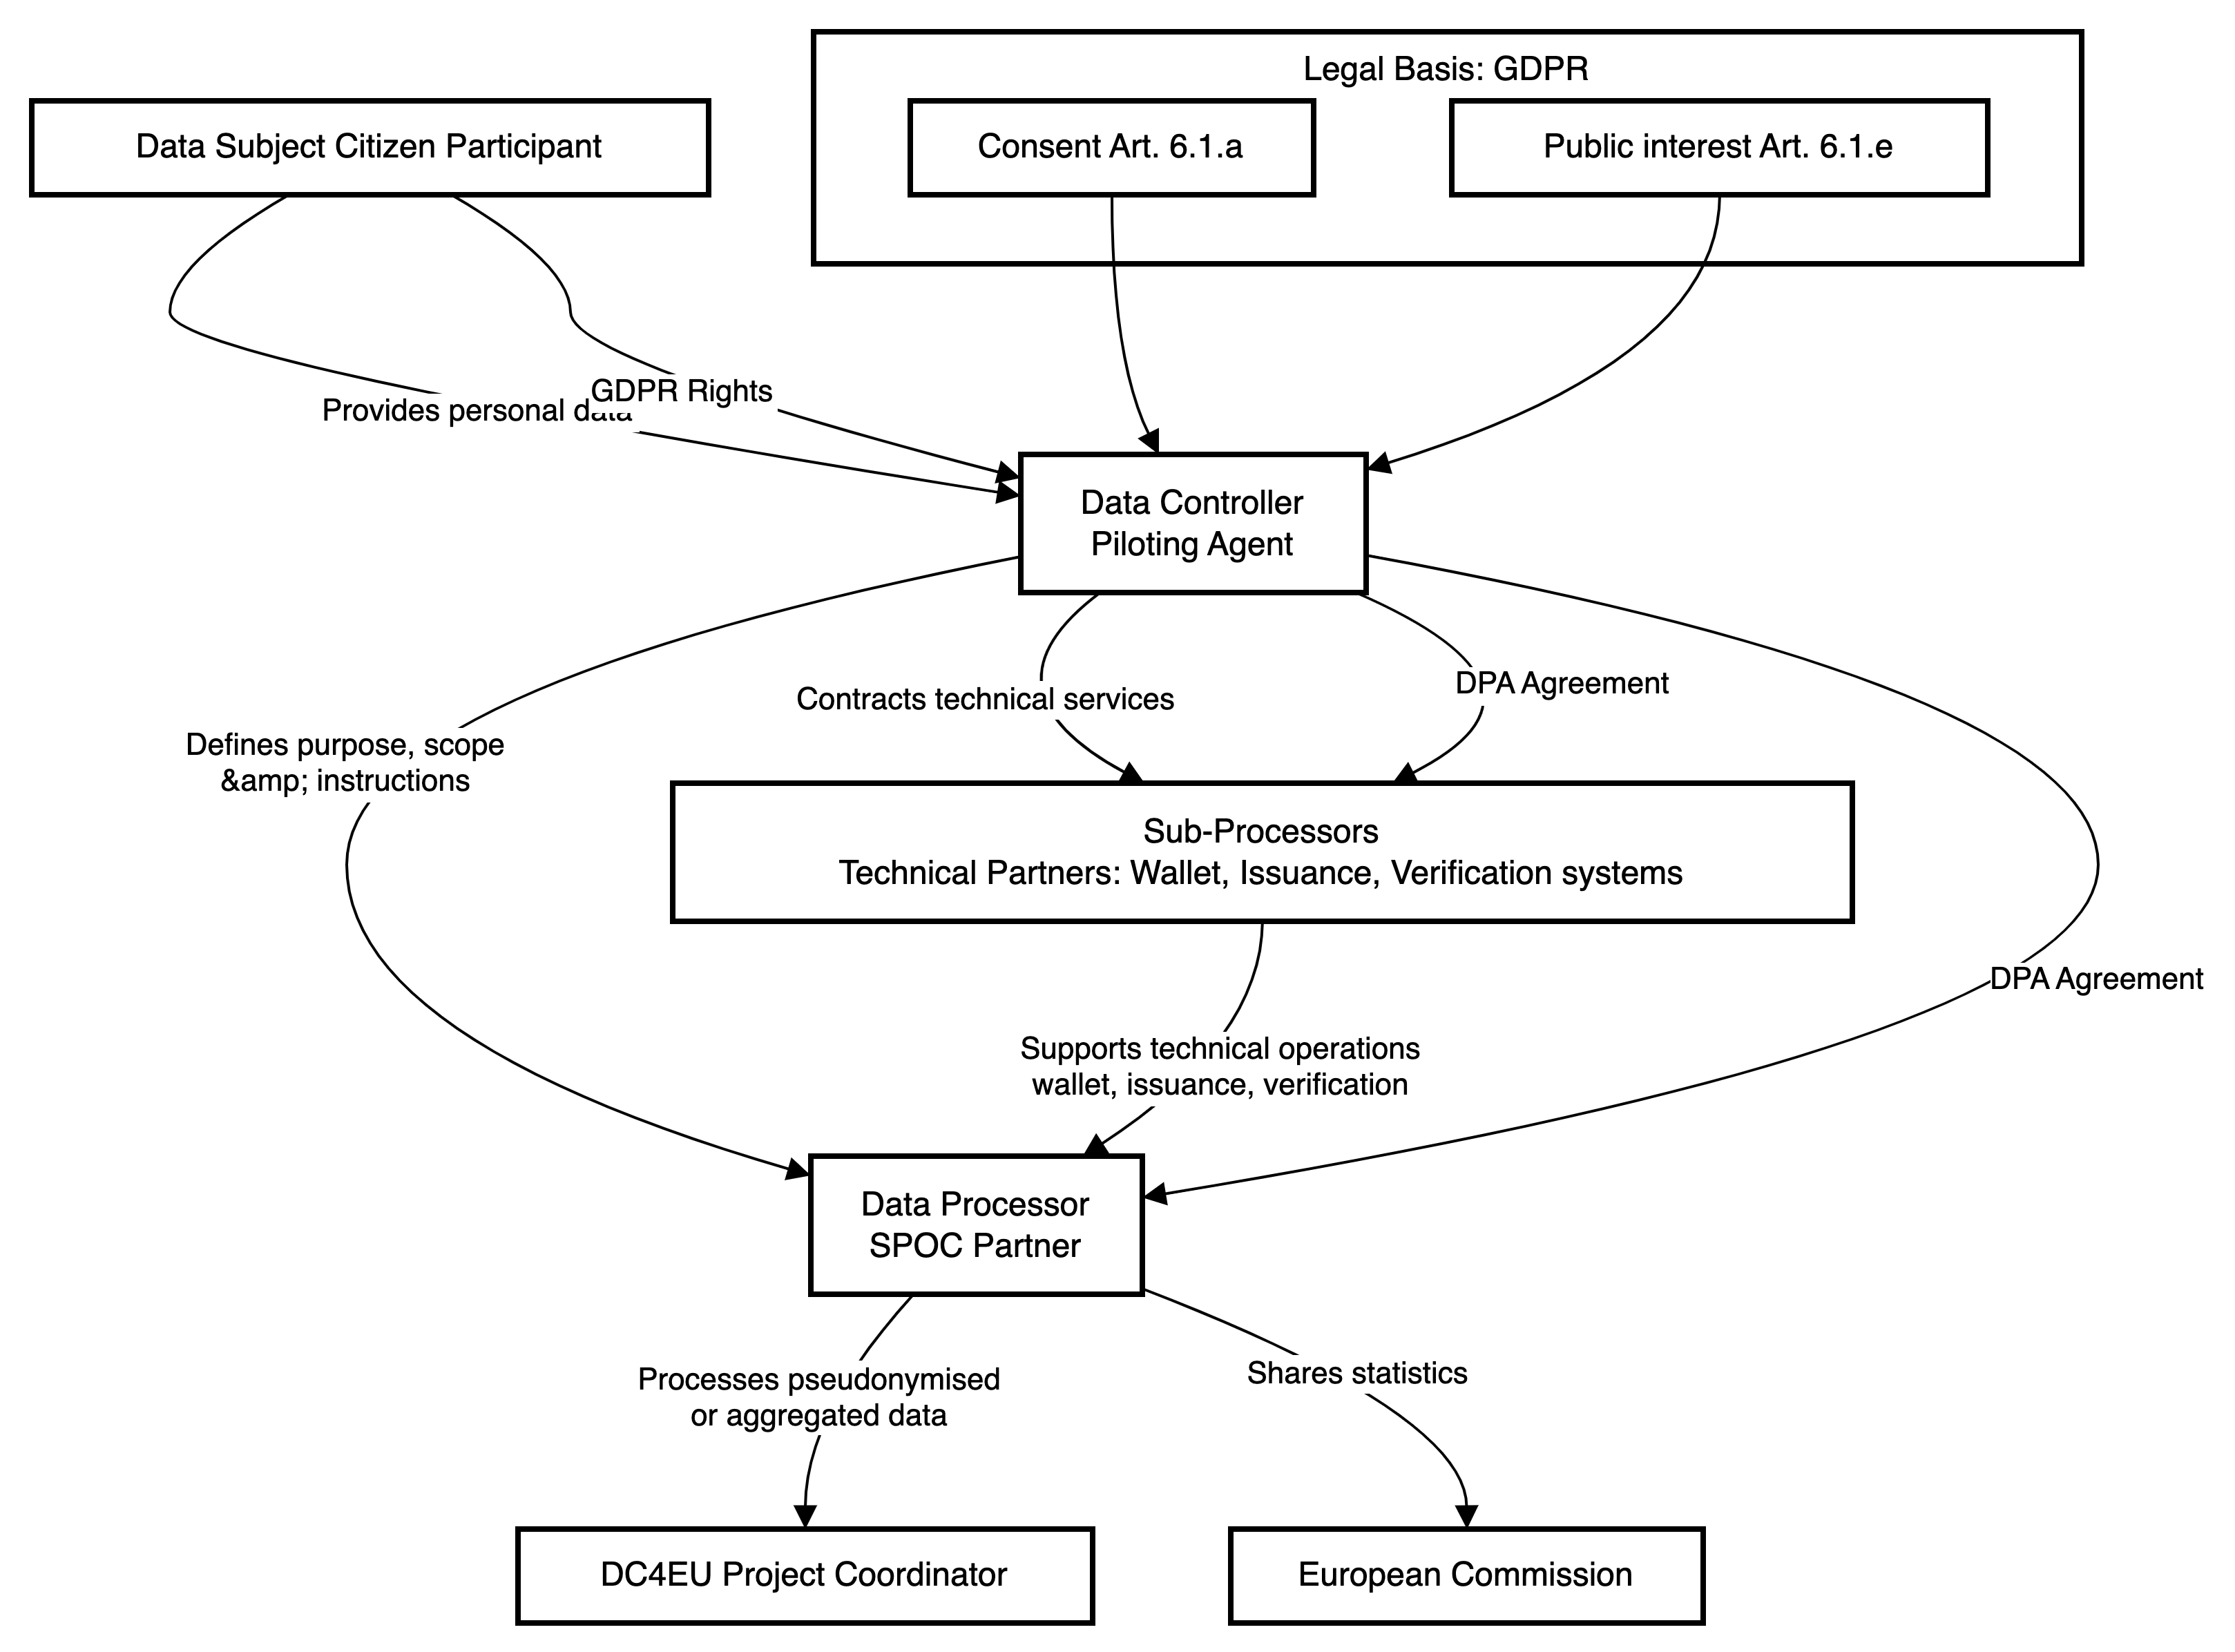 Legal Basis: GDPR
Data Subject Citizen Participant
Consent Art. 6.1.a
Public interest Art. 6.1.e
GDPR Rights
Provides personal data
Data Controller
Piloting Agent
Contracts technical services
DPA Agreement
Defines purpose, scope
&amp; instructions
Sub-Processors
Technical Partners: Wallet, Issuance, Verification systems
DPA Agreement
Supports technical operations
wallet, issuance, verification
Data Processor
SPOC Partner
Processes pseudonymised
or aggregated data
Shares statistics
DC4EU Project Coordinator
European Commission